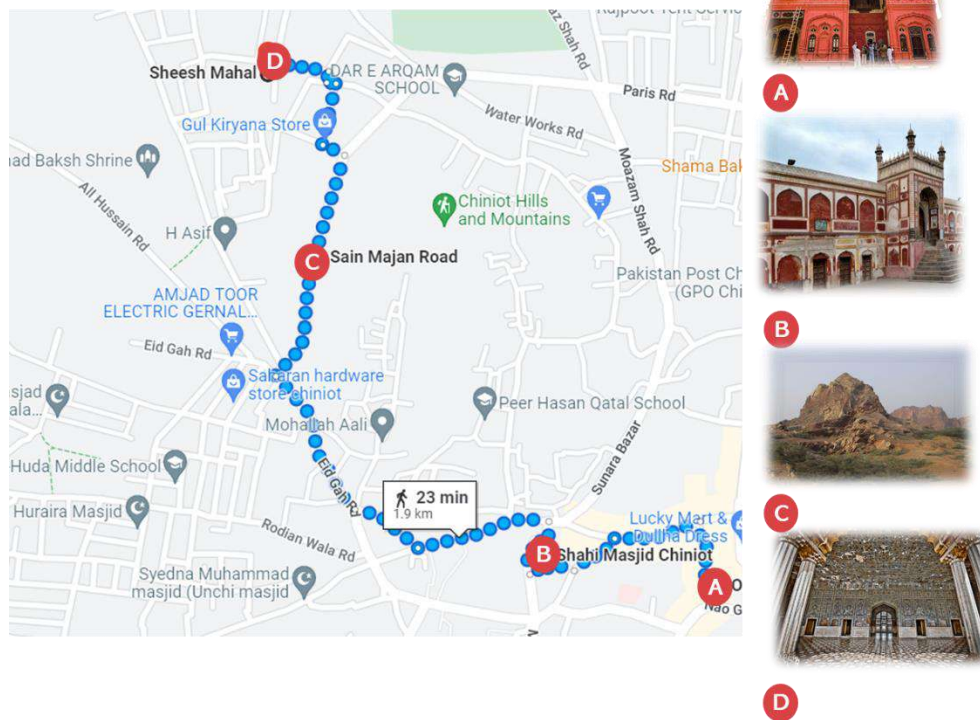 Rajpoot Tent Service
D
Sheesh Mahal
DAR E ARQAM
SCHOOL
Paris Rd
Water Works Rd
Gul Kiryana Store
Moazam Shah Rd
Shama Bak
ad Baksh Shrine
All Hussain Rd
Chiniot Hills
and Mountains
H Asif
C
Sain Majan Road
Pakistan Post Ch
(GPO Chi
AMJAD TOOR
ELECTRIC GERNAL...
Eid Gah Rd
Sabaran hardware
store chiniot
asjad
ala...
Peer Hasan Qatal School
Mohallah Aali
Huda Middle School
Sunara Bazar
Eid Gah Rd
23 min
1.9 km
Huraira Masjid
Rodian Wala Rd
Lucky Mart &
Dulha Dress
B
Shahi Masjid Chiniot
Syedna Muhammad
masjid (Unchi masjid
A
O
Nao G
A
B
C
D